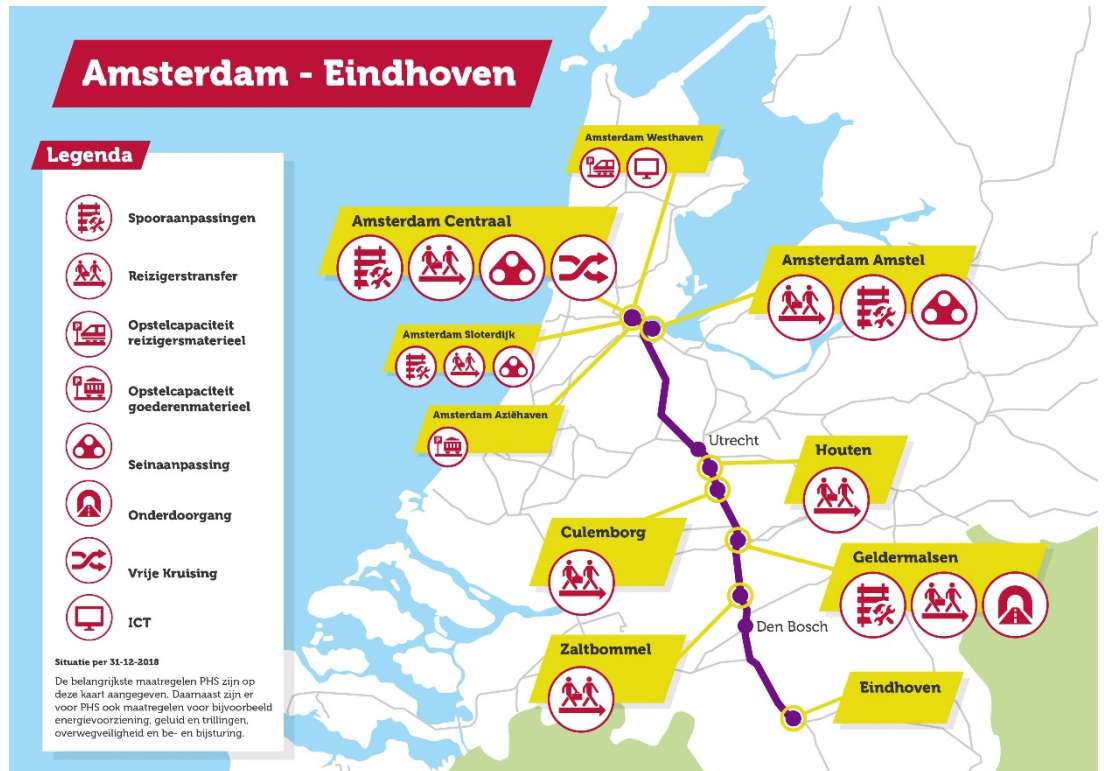 Amsterdam - Eindhoven
Legenda
Spooraanpassingen
Reizigerstransfer
Opstelcapaciteit
reizigersmaterieel
Opstelcapaciteit
goederenmaterieel
Seinaanpassing
Onderdoorgang
Vrije Kruising
ICT
Situatie per 31-12-2018
De belangrijkste maatregelen PHS zijn op
deze kaart aangegeven. Daarnaast zijn er
voor PHS ook maatregelen voor bijvoorbeeld
energievoorziening, geluid en trillingen,
overwegveiligheid en be- en bijsturing.
Amsterdam Westhaven
P
Amsterdam Centraal
Amsterdam Amstel
Amsterdam Sloterdijk
Amsterdam Aziëhaven
P
Utrecht
Houten
Culemborg
Geldermalsen
Den Bosch
Zaltbommel
Eindhoven